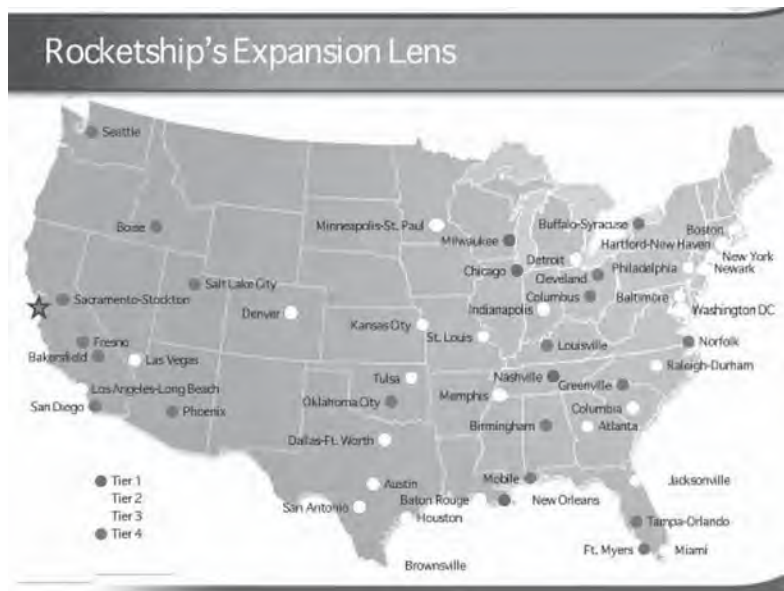 Rocketship's Expansion Lens
Seattle
Boise
Minneapolis-St. Paul
Milwaukee
Buffalo-Syracuse
Boston
Hartford-New Haven
New York
Newark
Detroit
Chicago
Cleveland
Philadelphia
Salt Lake City
Sacramento-Stockton
Columbus
Baltimore
Washington DC
Denver
Kansas City
Indianapolis
St. Louis
Fresno
Bakersfield
Las Vegas
Louisville
Norfolk
Raleigh-Durham
Los Angeles-Long Beach
Tulsa
Nashville
Greenville
San Diego
Phoenix
Oklahoma City
Memphis
Columbia
Birmingham
Atlanta
Dallas-Ft. Worth
Austin
Mobile
Jacksonville
San Antonio
Baton Rouge
New Orleans
Houston
Tampa-Orlando
Ft. Myers
Miami
Brownsville
Tier 1
Tier 2
Tier 3
Tier 4